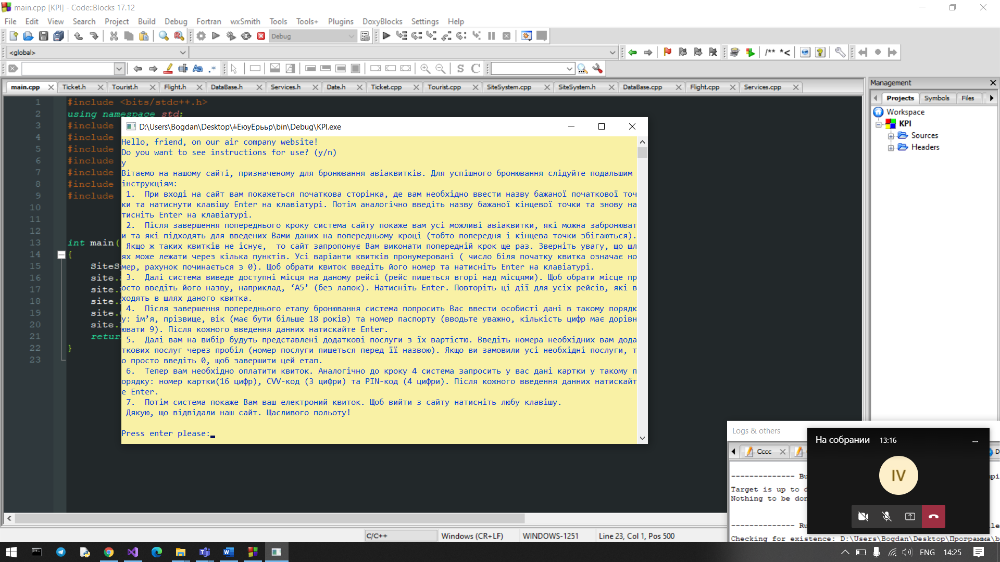 main.cpp [KPI] - Code::Blocks 17.12
File Edit View Search Project Build Debug Fortran wxSmith Tools Tools+ Plugins DoxyBlocks Settings Help
Debug
<global>
/** *<
S C
main.cpp Ticket.h Tourist.h Flight.h DataBase.h Services.h Date.h Ticket.cpp Tourist.cpp SiteSystem.cpp SiteSystem.h DataBase.cpp Flight.cpp Services.cpp
Management
Projects Symbols Files
Workspace
KPI
Sources
Headers
1 #include <bits/stdc++.h>
2 using namespace std;
3 #include
4 #include
5 #include
6 #include
7 #include
8 #include
9 #include
10
11
12
13 int main(
14 {
15 SiteS
16 site.
17 site.
18 site.
19 site.
20 site.
21 retur
22 }
23
D:\Users\Bogdan\Desktop\╧ЁюуЁрььр\bin\Debug\KPI.exe
Hello, friend, on our air company website!
Do you want to see instructions for use? (y/n)
y
Вітаємо на нашому сайті, призначеному для бронювання авіаквитків. Для успішного бронювання слідуйте подальшим
інструкціям:
1. При вході на сайт вам покажеться початкова сторінка, де вам необхідно ввести назву бажаної початкової точ
ки та натиснути клавішу Enter на клавіатурі. Потім аналогічно введіть назву бажаної кінцевої точки та знову на
тисніть Enter на клавіатурі.
2. Після завершення попереднього кроку система сайту покаже вам усі можливі авіаквитки, які можна забронюват
и та які підходять для введених Вами даних на попередньому кроці (тобто попередня і кінцева точки збігаються).
Якщо ж таких квитків не існує, то сайт запропонує Вам виконати попередній крок ще раз. Зверніть увагу, що шл
ях може лежати через кілька пунктів. Усі варіанти квитків пронумеровані ( число біля початку квитка означає но
мер, рахунок починається з 0). Щоб обрати квиток введіть його номер та натисніть Enter на клавіатурі.
3. Далі система виведе доступні місця на даному рейсі (рейс пишеться вгорі над місцями). Щоб обрати місце пр
осто введіть його назву, наприклад, ‘А5’ (без лапок). Натисніть Enter. Повторіть ці дії для усіх рейсів, які в
ходять в шлях даного квитка.
4. Після завершення попереднього етапу бронювання система попросить Вас ввести особисті дані в такому порядк
у: ім’я, прізвище, вік (має бути більше 18 років) та номер паспорту (вводьте уважно, кількість цифр має дорівн
ювати 9). Після кожного введення данних натискайте Enter.
5. Далі вам на вибір будуть представлені додаткові послуги з їх вартістю. Введіть номера необхідних вам дода
ткових послуг через пробіл (номер послуги пишеться перед її назвою). Якщо ви замовили усі необхідні послуги, т
о просто введіть 0, щоб завершити цей етап.
6. Тепер вам необхідно оплатити квиток. Аналогічно до кроку 4 система запросить у вас дані картки у такому п
орядку: номер картки(16 цифр), CVV-код (3 цифри) та PIN-код (4 цифри). Після кожного введення данних натискайт
е Enter.
7. Потім система покаже Вам ваш електроний квиток. Щоб вийти з сайту натисніть любу клавішу.
Дякую, що відвідали наш сайт. Щасливого польоту!
Press enter please:
Logs & others
Cccc
-------------- Bu
Target is up to d
Nothing to be don
-------------- Ru
Checking for existence: D:\Users\Bogdan\Desktop\Программа\b
На собрании 13:16
IV
C/C++ Windows (CR+LF) WINDOWS-1251 Line 23, Col 1, Pos 500
ENG 14:25